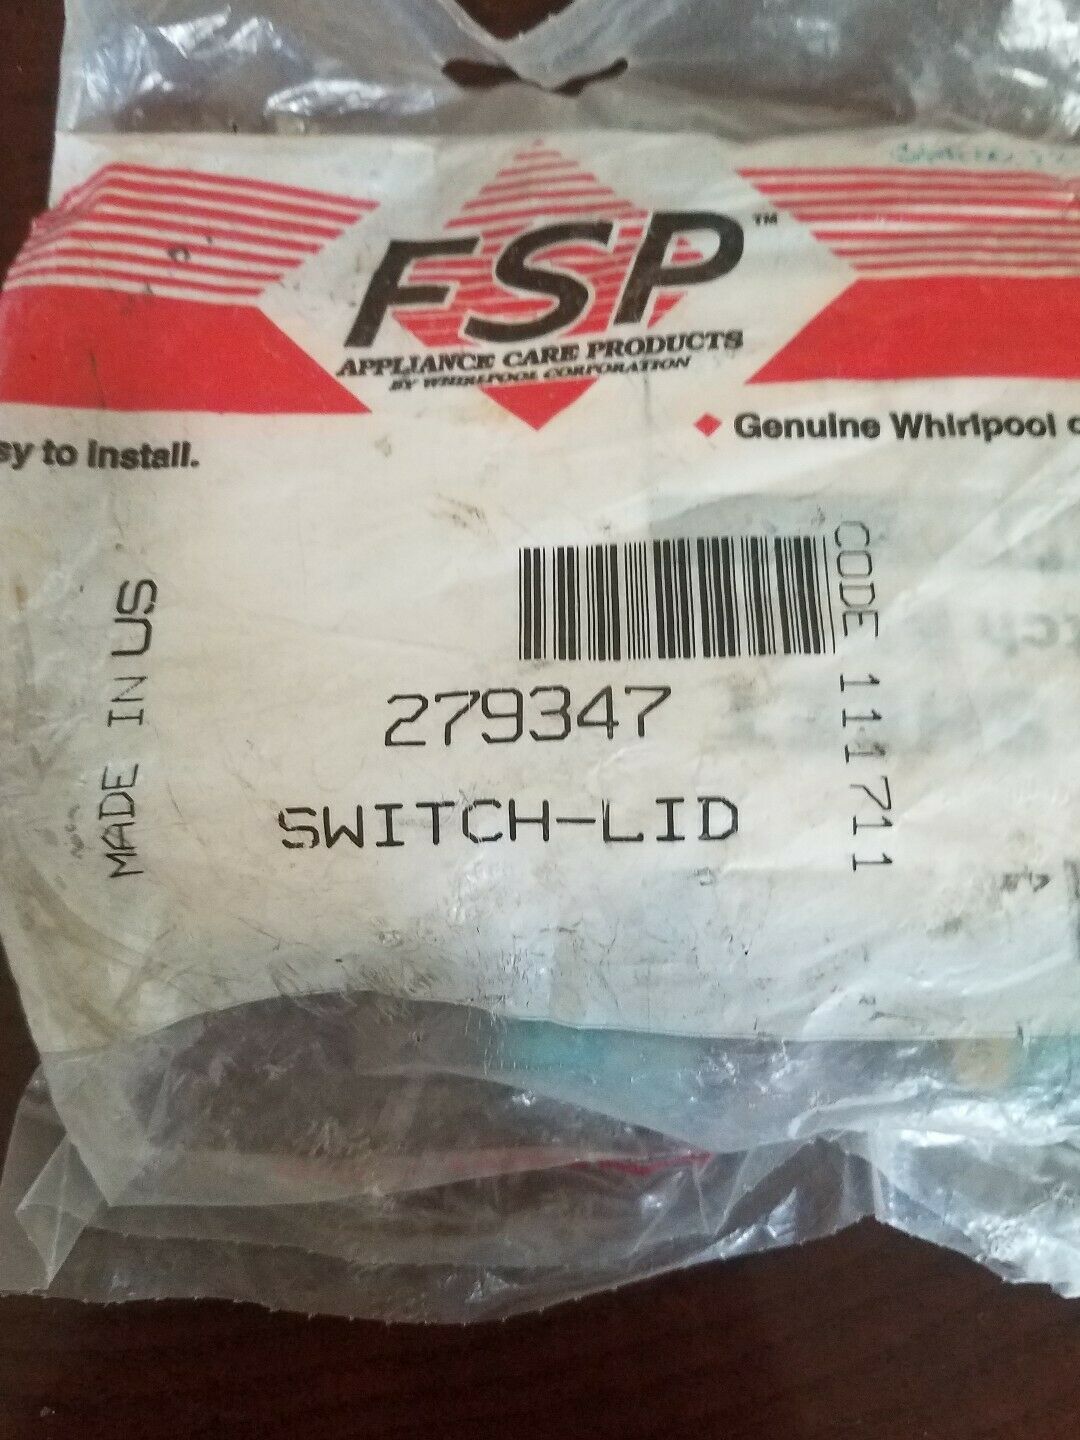 FSP™
APPLIANCE CARE PRODUCTS
BY WHIRLPOOL CORPORATION
Genuine Whirlpool
sy to install.
CODE 111711
MADE IN US
279347
SWITCH-LID